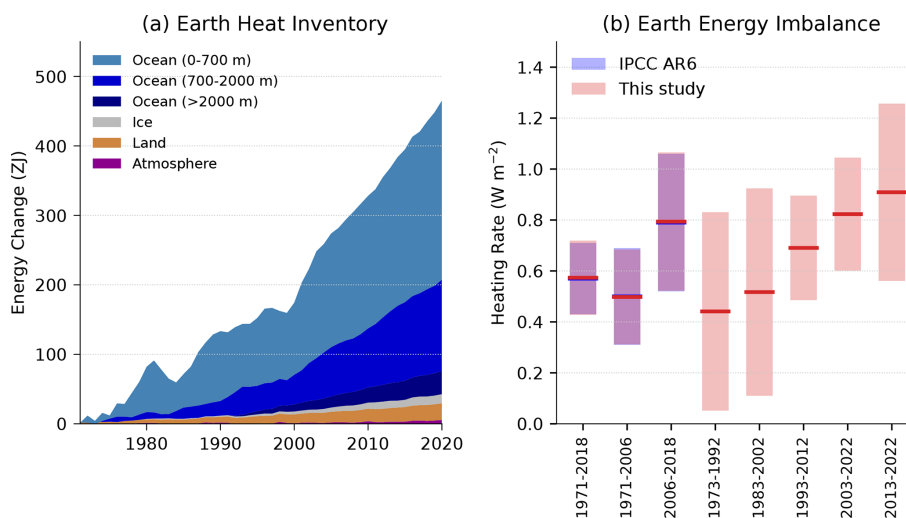 (a) Earth Heat Inventory
Energy Change (ZJ)
500
400
300
200
100
0
Ocean (0-700 m)
Ocean (700-2000 m)
Ocean (>2000 m)
Ice
Land
Atmosphere
1980
1990
2000
2010
2020
(b) Earth Energy Imbalance
Heating Rate (W m⁻²)
1.4
1.2
1.0
0.8
0.6
0.4
0.2
0.0
IPCC AR6
This study
1971-2018
1971-2006
2006-2018
1973-1992
1983-2002
1993-2012
2003-2022
2013-2022